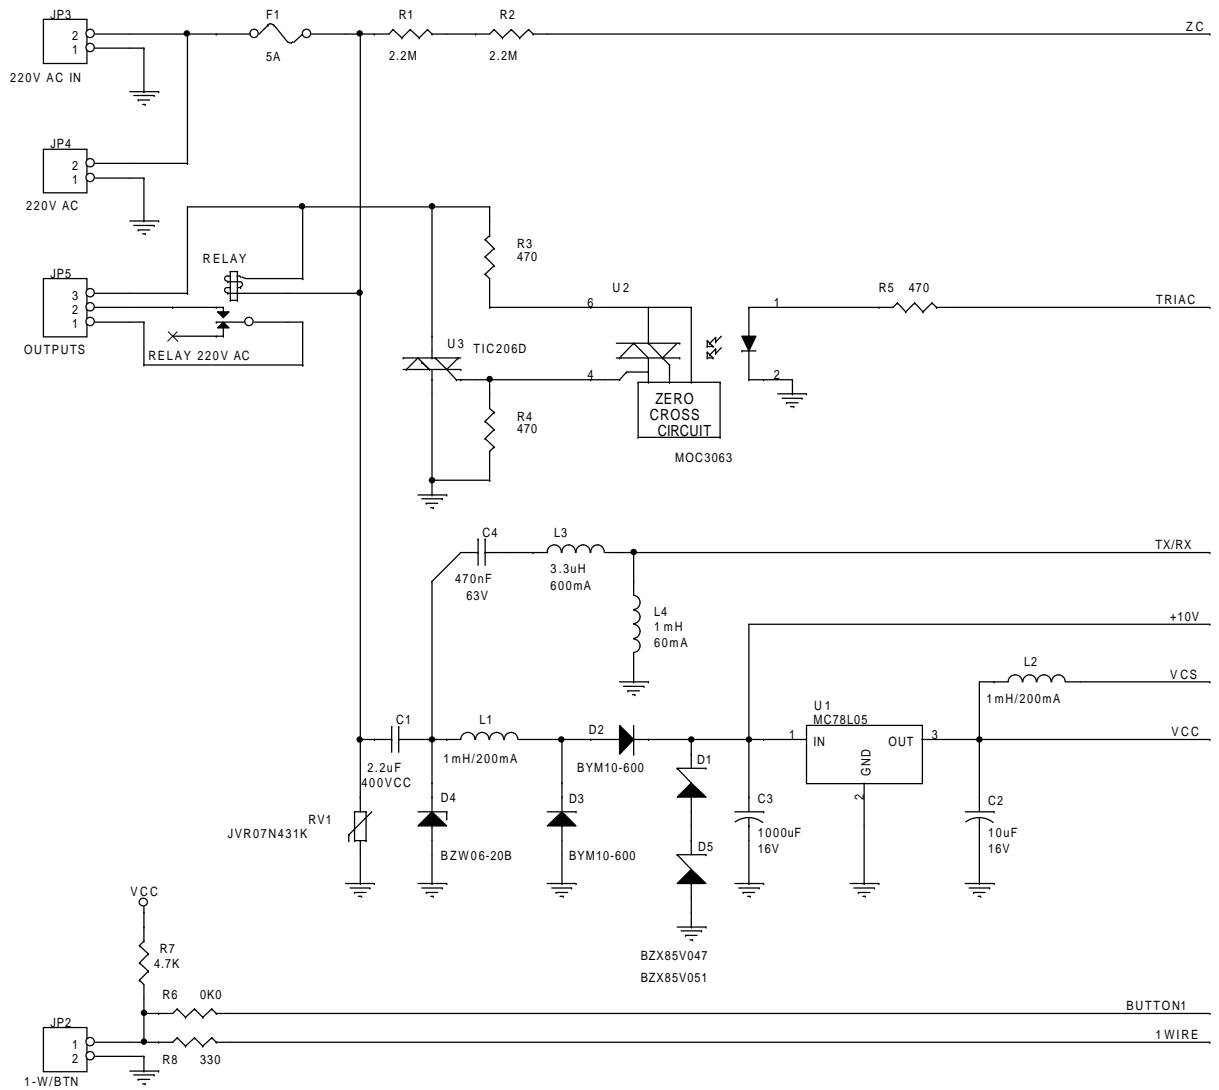 JP3
2
1
220V AC IN
F1
5A
R1
2.2M
R2
2.2M
ZC
JP4
2
1
220V AC
RELAY
JP5
3
2
1
OUTPUTS
RELAY 220V AC
R3
470
U2
6
U3
TIC206D
4
R4
470
ZERO
CROSS
CIRCUIT
MOC3063
1
2
R5
470
TRIAC
C4
470nF
63V
L3
3.3uH
600mA
TX/RX
L4
1mH
60mA
+10V
L2
1mH/200mA
VCS
C1
2.2uF
400VCC
L1
1mH/200mA
D2
BYM10-600
U1
MC78L05
1
IN
OUT
3
GND
2
VCC
RV1
JVR07N431K
D4
BZW06-20B
D3
BYM10-600
D1
D5
BZX85V047
BZX85V051
C3
1000uF
16V
C2
10uF
16V
VCC
R7
4.7K
R6
0K0
BUTTON1
JP2
1
2
1-W/BTN
R8
330
1WIRE